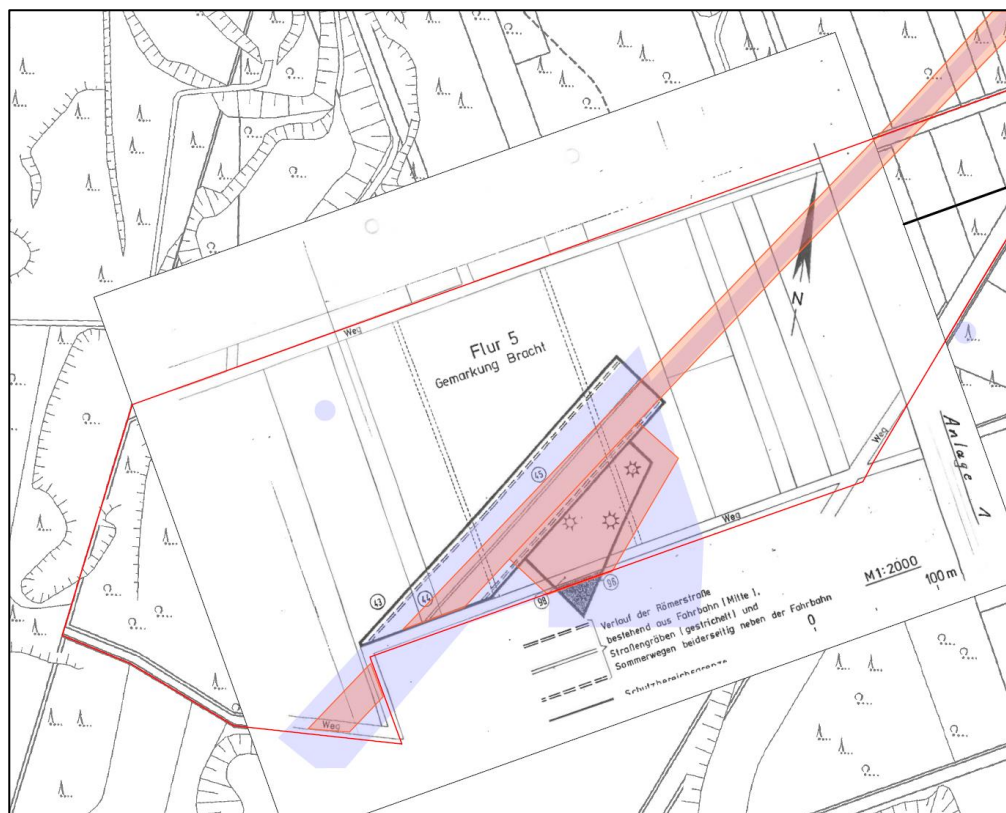 Weg
Flur 5
Gemarkung Bracht
N
45
43
44
98
98
Weg
Weg
Weg
Anlage 1
M1:2000
0
100 m
Verlauf der Römerstraße
bestehend aus Fahrbahn (Mitte),
Straßengräben (gestrichelt) und
Sommerwegen beiderseitig neben der Fahrbahn
Schutzbereichsgrenze